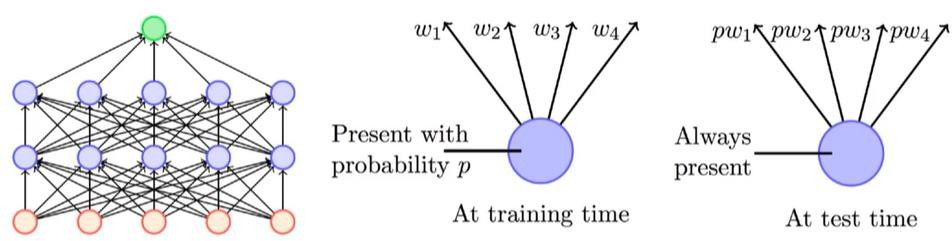 w₁ w₂ w₃ w₄
Present with
probability p
At training time
pw₁ pw₂ pw₃ pw₄
Always
present
At test time